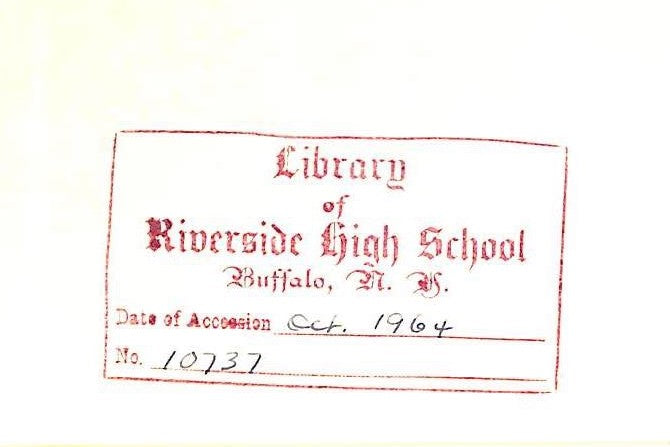 Library
of
Riverside High School
Buffalo, N. Y.
Date of Accession Oct. 1964
No. 10737